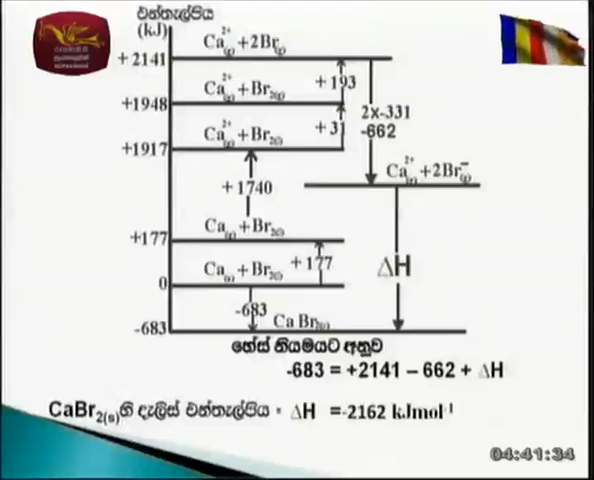 එන්තැල්පිය
(kJ)
+ 2141
Ca²⁺(g) + 2Br(g)
+193
+1948
Ca²⁺(g) + Br₂(g)
2x-331
-662
+31
+1917
Ca²⁺(g) + Br₂(l)
Ca²⁺(g) + 2Br⁻(g)
+ 1740
+177
Ca(g) + Br₂(l)
+ 177
ΔH
0
Ca(s) + Br₂(l)
-683
-683
Ca Br₂(s)
හේස් නියමයට අනුව
-683 = +2141 – 662 + ΔH
CaBr₂(s) හි දැලිස් එන්තැල්පිය = ΔH =-2162 kJmol⁻¹
04:41:34